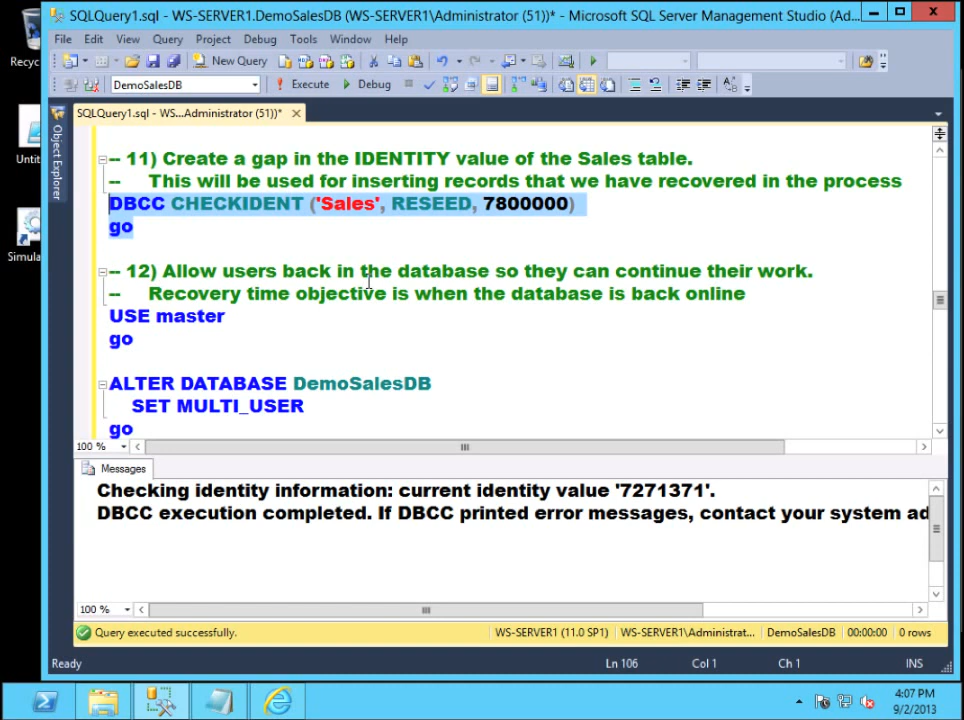 SQLQuery1.sql - WS-SERVER1.DemoSalesDB (WS-SERVER1\Administrator (51))* - Microsoft SQL Server Management Studio (Ad...
Recyc
File Edit View Query Project Debug Tools Window Help
New Query
DemoSalesDB Execute Debug
SQLQuery1.sql - WS...Administrator (51))*
Object Explorer
Untit
Simula
-- 11) Create a gap in the IDENTITY value of the Sales table.
-- This will be used for inserting records that we have recovered in the process
DBCC CHECKIDENT ('Sales', RESEED, 7800000)
go
-- 12) Allow users back in the database so they can continue their work.
-- Recovery time objective is when the database is back online
USE master
go
ALTER DATABASE DemoSalesDB
SET MULTI_USER
go
100 %
Messages
Checking identity information: current identity value '7271371'.
DBCC execution completed. If DBCC printed error messages, contact your system ad
100 %
Query executed successfully. WS-SERVER1 (11.0 SP1) WS-SERVER1\Administrat... DemoSalesDB 00:00:00 0 rows
Ready Ln 106 Col 1 Ch 1 INS
4:07 PM
9/2/2013